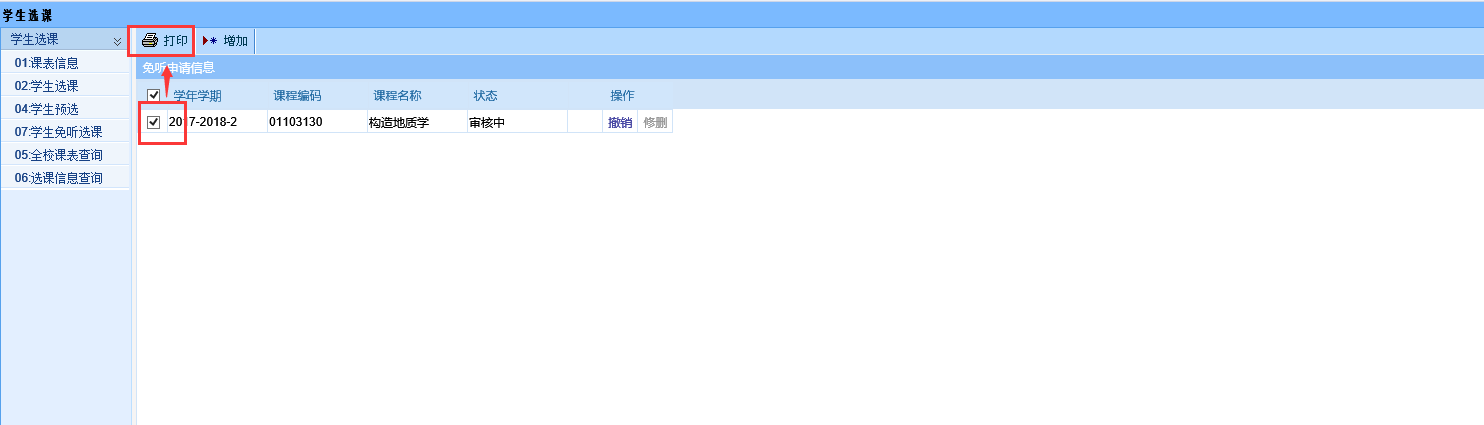 学生选课
学生选课
打印 增加
01:课表信息
02:学生选课
04:学生预选
07:学生免听选课
05:全校课表查询
06:选课信息查询
免听申请信息
学年学期 课程编码 课程名称 状态 操作
2017-2018-2 01103130 构造地质学 审核中 撤销 修删